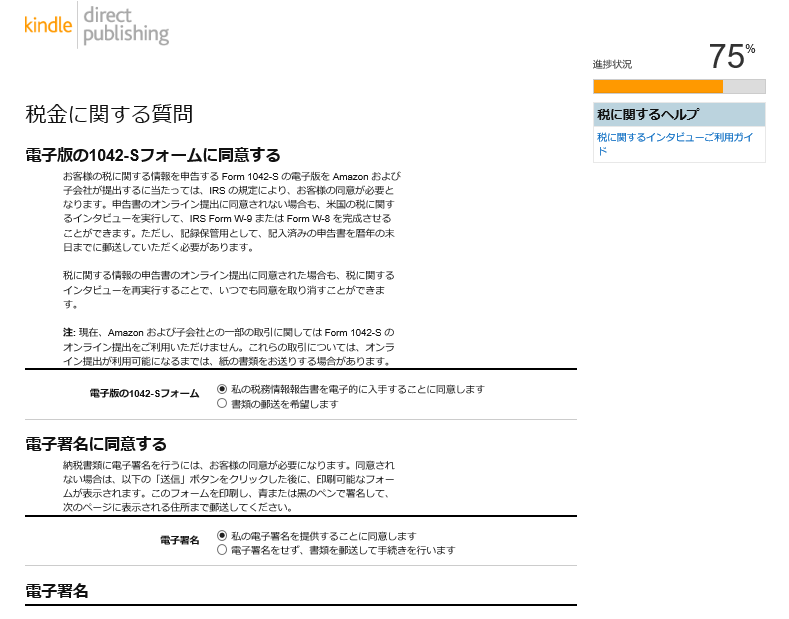 kindle direct publishing
進捗状況 75%
税に関するヘルプ
税に関するインタビューご利用ガイ
ド
税金に関する質問
電子版の1042-Sフォームに同意する
お客様の税に関する情報を申告する Form 1042-S の電子版を Amazon および
子会社が提出するに当たっては、IRS の規定により、お客様の同意が必要と
なります。申告書のオンライン提出に同意されない場合も、米国の税に関す
るインタビューを実行して、IRS Form W-9 または Form W-8 を完成させる
ことができます。ただし、記録保管用として、記入済みの申告書を暦年の末
日までに郵送していただく必要があります。
税に関する情報の申告書のオンライン提出に同意された場合も、税に関する
インタビューを再実行することで、いつでも同意を取り消すことができま
す。
注: 現在、Amazon および子会社との一部の取引に関しては Form 1042-S の
オンライン提出をご利用いただけません。これらの取引については、オンラ
イン提出が利用可能になるまでは、紙の書類をお送りする場合があります。
電子版の1042-Sフォーム
私の税務情報報告書を電子的に入手することに同意します
書類の郵送を希望します
電子署名に同意する
納税書類に電子署名を行うには、お客様の同意が必要になります。同意され
ない場合は、以下の「送信」ボタンをクリックした後に、印刷可能なフォー
ムが表示されます。このフォームを印刷し、青または黒のペンで署名して、
次のページに表示される住所まで郵送してください。
電子署名
私の電子署名を提供することに同意します
電子署名をせず、書類を郵送して手続きを行います
電子署名